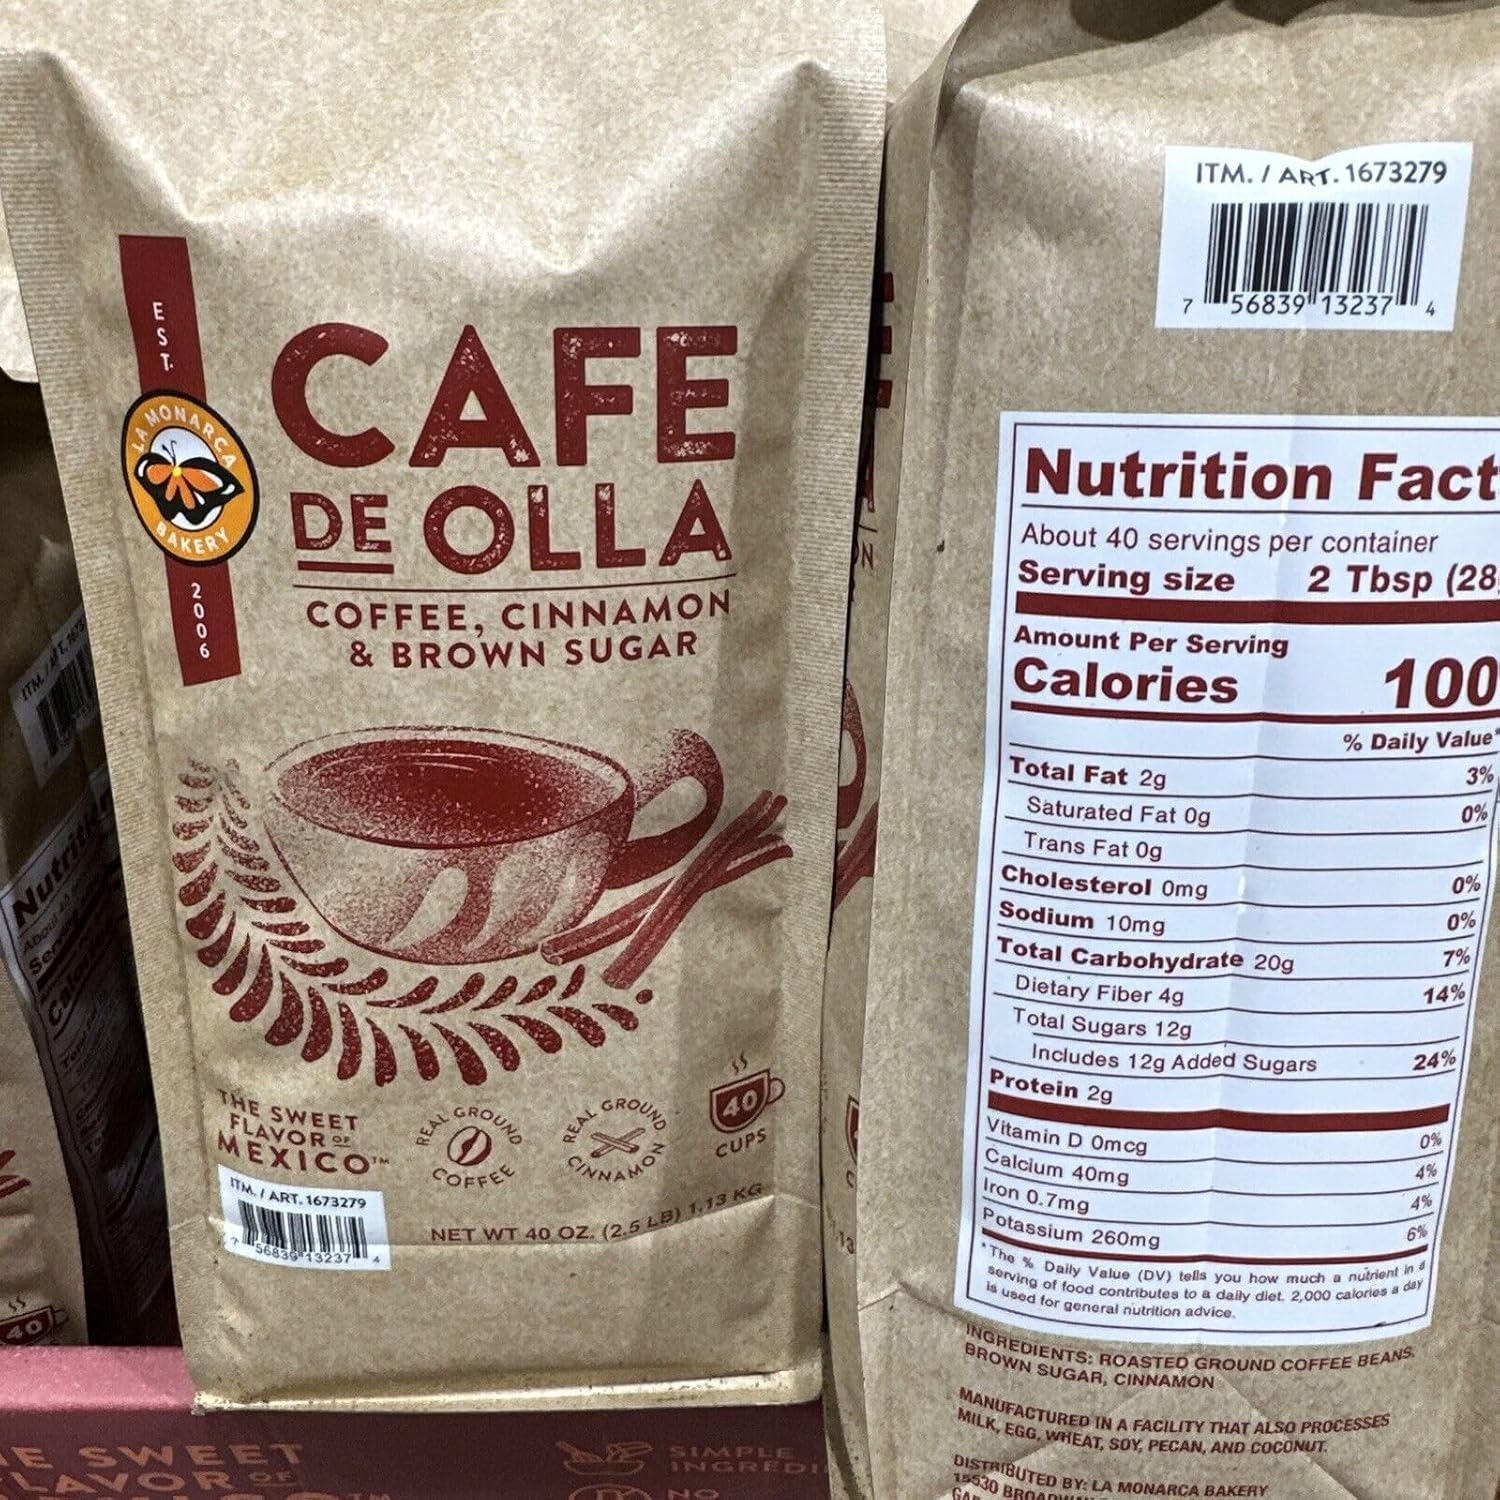 EST.
LA MONARCA
BAKERY
2006
CAFE
DE OLLA
COFFEE, CINNAMON
& BROWN SUGAR
THE SWEET
FLAVOR OF
MEXICO™
REAL GROUND
COFFEE
REAL GROUND
CINNAMON
40
CUPS
ITM. / ART. 1673279
7 56839 13237 4
NET WT 40 OZ. (2.5 LB) 1.13 KG
ITM. / ART. 1673279
7 56839 13237 4
Nutrition Fact
About 40 servings per container
Serving size 2 Tbsp (28
Amount Per Serving
Calories 100
% Daily Value*
Total Fat 2g 3%
Saturated Fat 0g 0%
Trans Fat 0g
Cholesterol 0mg 0%
Sodium 10mg 0%
Total Carbohydrate 20g 7%
Dietary Fiber 4g 14%
Total Sugars 12g
Includes 12g Added Sugars 24%
Protein 2g
Vitamin D 0mcg 0%
Calcium 40mg 4%
Iron 0.7mg 4%
Potassium 260mg 6%
*The % Daily Value (DV) tells you how much a nutrient in a
serving of food contributes to a daily diet. 2,000 calories a day
is used for general nutrition advice.
INGREDIENTS: ROASTED GROUND COFFEE BEANS,
BROWN SUGAR, CINNAMON
MANUFACTURED IN A FACILITY THAT ALSO PROCESSES
MILK, EGG, WHEAT, SOY, PECAN, AND COCONUT.
DISTRIBUTED BY: LA MONARCA BAKERY
15530
40
SWEET
OF
SIMPLE
NO